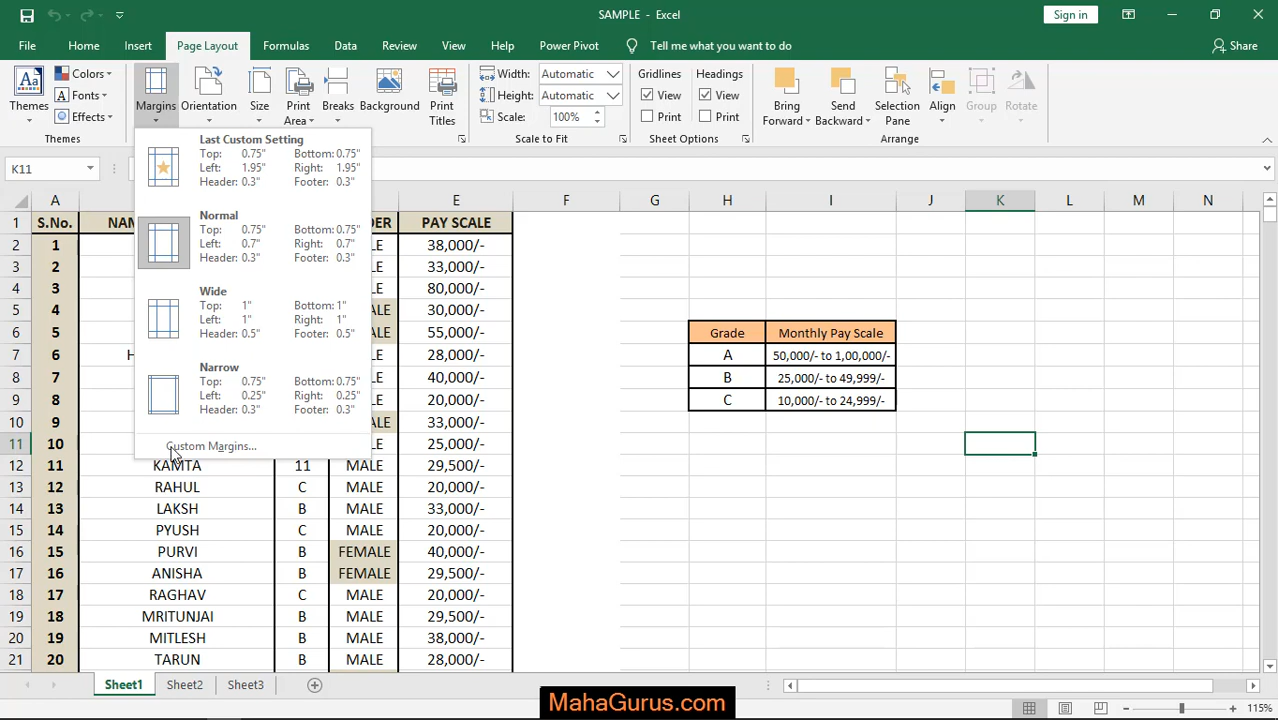 SAMPLE - Excel
Sign in
File Home Insert Page Layout Formulas Data Review View Help Power Pivot Tell me what you want to do Share
Themes Colors Fonts Effects Margins Orientation Size Print Area Breaks Background Print Titles
Width: Automatic Height: Automatic Scale: 100%
Gridlines View Print Headings View Print
Bring Forward Send Backward Selection Pane Align Group Rotate
Themes Scale to Fit Sheet Options Arrange
K11
Last Custom Setting
Top: 0.75" Bottom: 0.75"
Left: 1.95" Right: 1.95"
Header: 0.3" Footer: 0.3"
Normal
Top: 0.75" Bottom: 0.75"
Left: 0.7" Right: 0.7"
Header: 0.3" Footer: 0.3"
Wide
Top: 1" Bottom: 1"
Left: 1" Right: 1"
Header: 0.5" Footer: 0.5"
Narrow
Top: 0.75" Bottom: 0.75"
Left: 0.25" Right: 0.25"
Header: 0.3" Footer: 0.3"
Custom Margins...
A E F G H I J K L M N
1 S.No. NAM DER PAY SCALE
2 1 LE 38,000/-
3 2 LE 33,000/-
4 3 LE 80,000/-
5 4 ALE 30,000/-
6 5 ALE 55,000/- Grade Monthly Pay Scale
7 6 H LE 28,000/- A 50,000/- to 1,00,000/-
8 7 LE 40,000/- B 25,000/- to 49,999/-
9 8 LE 20,000/- C 10,000/- to 24,999/-
10 9 ALE 33,000/-
11 10 LE 25,000/-
12 11 KAMTA 11 MALE 29,500/-
13 12 RAHUL C MALE 20,000/-
14 13 LAKSH B MALE 33,000/-
15 14 PYUSH C MALE 20,000/-
16 15 PURVI B FEMALE 40,000/-
17 16 ANISHA B FEMALE 29,500/-
18 17 RAGHAV C MALE 20,000/-
19 18 MRITUNJAI B MALE 29,500/-
20 19 MITLESH B MALE 38,000/-
21 20 TARUN B MALE 28,000/-
Sheet1 Sheet2 Sheet3
MahaGurus.com
115%